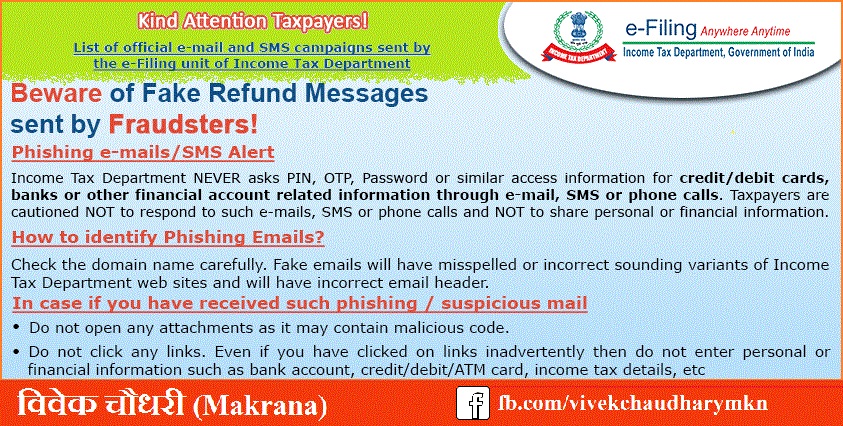 Kind Attention Taxpayers!
List of official e-mail and SMS campaigns sent by
the e-Filing unit of Income Tax Department
INCOME TAX DEPARTMENT
e-Filing Anywhere Anytime
Income Tax Department, Government of India
Beware of Fake Refund Messages
sent by Fraudsters!
Phishing e-mails/SMS Alert
Income Tax Department NEVER asks PIN, OTP, Password or similar access information for credit/debit cards,
banks or other financial account related information through e-mail, SMS or phone calls. Taxpayers are
cautioned NOT to respond to such e-mails, SMS or phone calls and NOT to share personal or financial information.
How to identify Phishing Emails?
Check the domain name carefully. Fake emails will have misspelled or incorrect sounding variants of Income
Tax Department web sites and will have incorrect email header.
In case if you have received such phishing / suspicious mail
• Do not open any attachments as it may contain malicious code.
• Do not click any links. Even if you have clicked on links inadvertently then do not enter personal or
financial information such as bank account, credit/debit/ATM card, income tax details, etc
विवेक चौधरी (Makrana)
f fb.com/vivekchaudharymkn